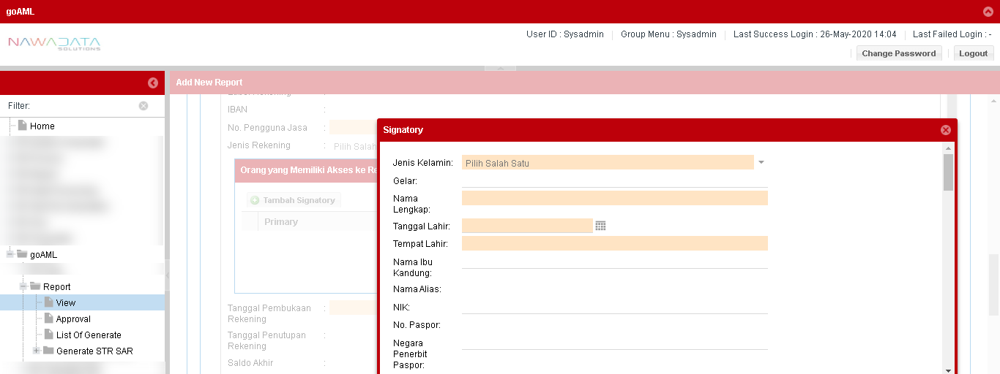 goAML
NAWADATA
SOLUTIONS
User ID : Sysadmin
Group Menu : Sysadmin
Last Success Login : 26-May-2020 14:04
Last Failed Login : -
Change Password
Logout
Filter:
Home
goAML
Report
View
Approval
List Of Generate
Generate STR SAR
Add New Report
IBAN :
No. Pengguna Jasa :
Jenis Rekening : Pilih Salah
Orang yang Memiliki Akses ke Re
Tambah Signatory
Primary
Tanggal Pembukaan :
Rekening
Tanggal Penutupan :
Rekening
Saldo Akhir :
Signatory
Jenis Kelamin: Pilih Salah Satu
Gelar:
Nama
Lengkap:
Tanggal Lahir:
Tempat Lahir:
Nama Ibu
Kandung:
Nama Alias:
NIK:
No. Paspor:
Negara
Penerbit
Paspor: